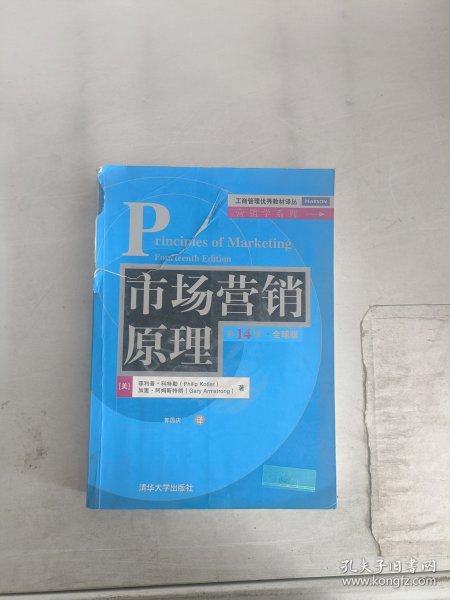 工商管理优秀教材译丛 PEARSON
营销学系列
Principles of Marketing
Fourteenth Edition
市场营销
原理
第14版·全球版
[美] 菲利普·科特勒(Philip Kotler)
加里·阿姆斯特朗(Gary Armstrong) 著
郭国庆 译
清华大学出版社
孔夫子旧书网
www.kongfz.com